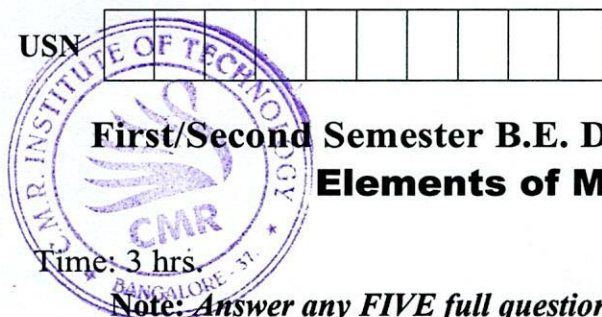 USN
C.M.R. INSTITUTE OF TECHNOLOGY
CMR
BANGALORE - 37.
First/Second Semester B.E. D
Elements of M
Time: 3 hrs.
Note: Answer any FIVE full question